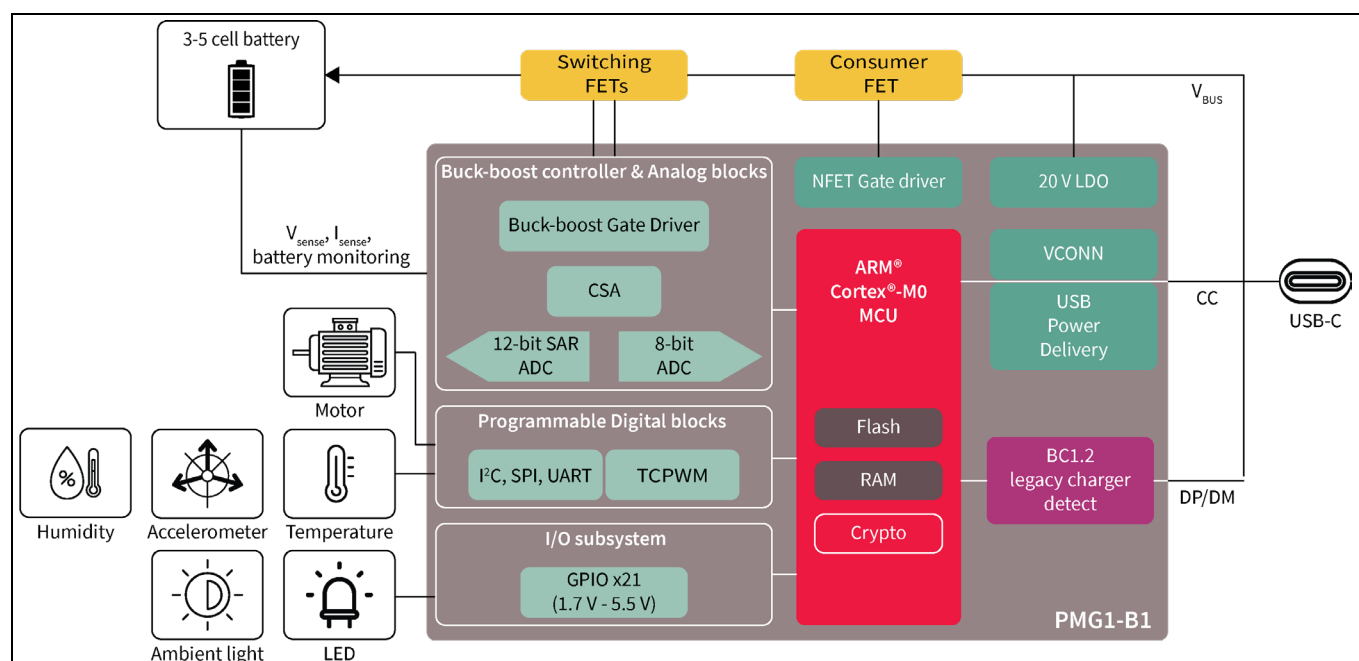 3-5 cell battery
Switching
FETs
Consumer
FET
V_BUS
Buck-boost controller & Analog blocks
Buck-boost Gate Driver
CSA
12-bit SAR
ADC
8-bit
ADC
NFET Gate driver
20 V LDO
V_sense, I_sense,
battery monitoring
ARM®
Cortex®-M0
MCU
VCONN
USB
Power
Delivery
CC
USB-C
Motor
Programmable Digital blocks
I²C, SPI, UART
TCPWM
Flash
RAM
Crypto
BC1.2
legacy charger
detect
DP/DM
%
Humidity
Accelerometer
Temperature
I/O subsystem
GPIO x21
(1.7 V - 5.5 V)
PMG1-B1
Ambient light
LED